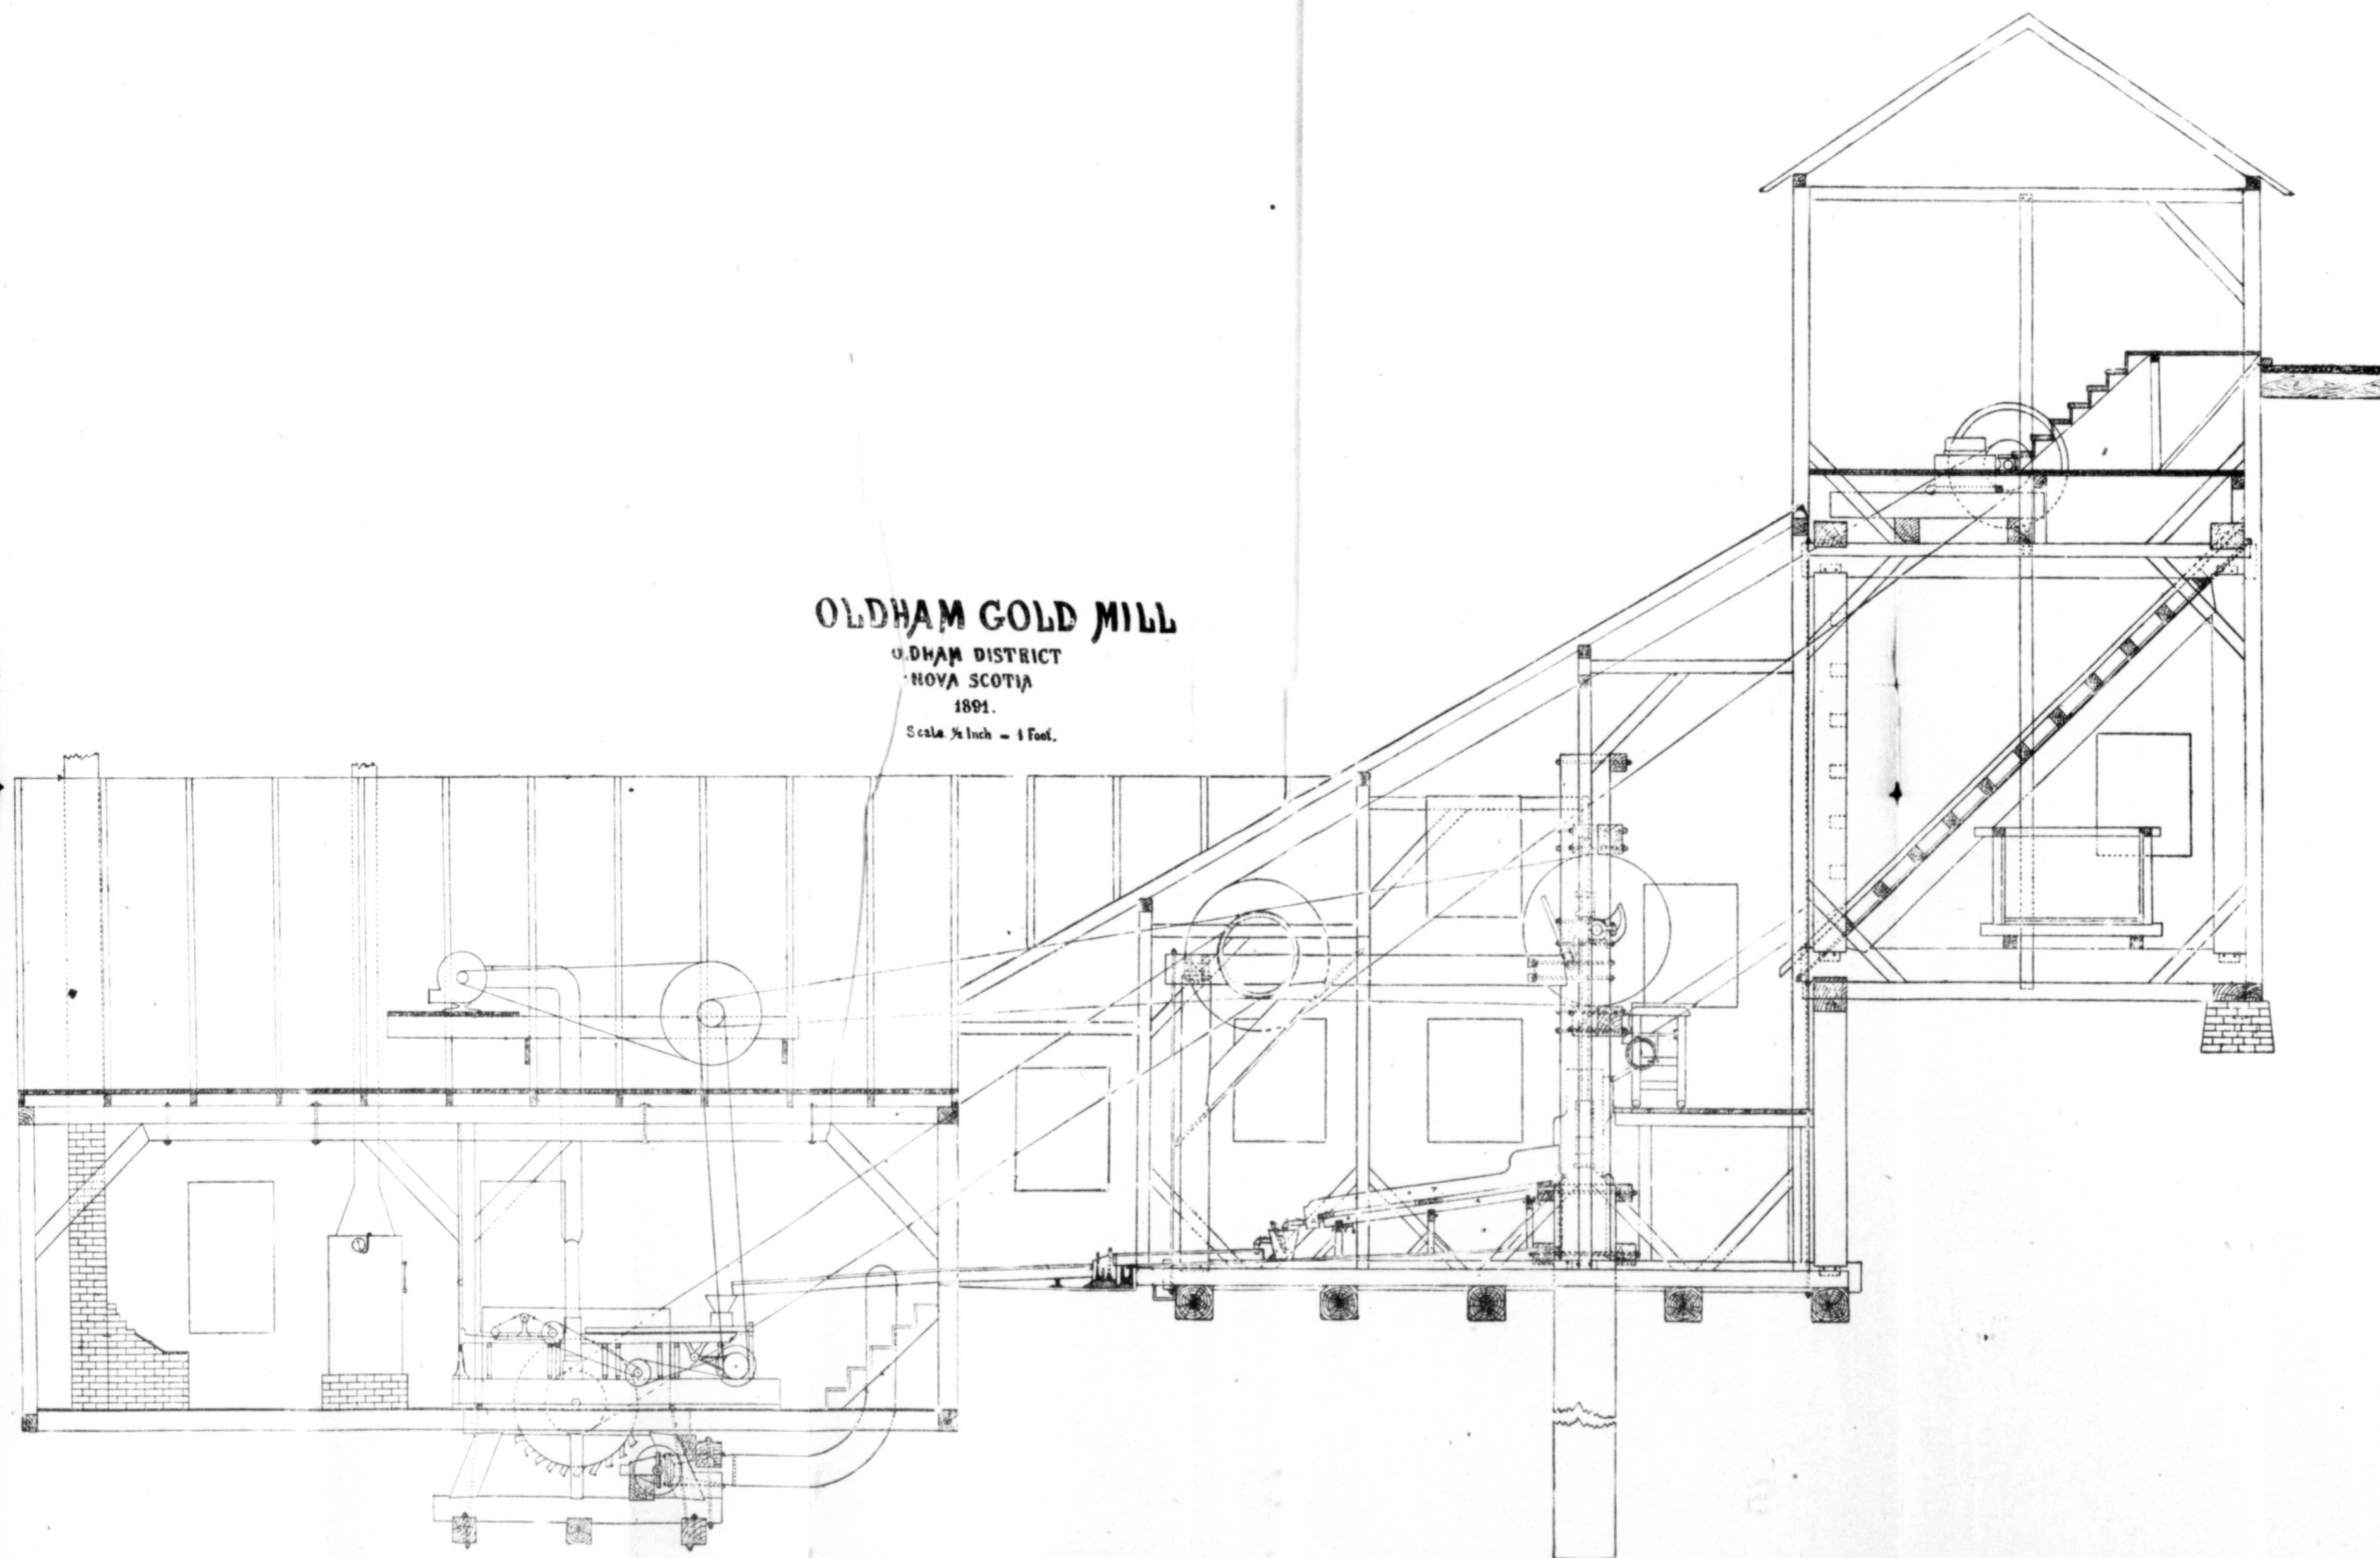 OLDHAM GOLD MILL
OLDHAM DISTRICT
NOVA SCOTIA
1891.
Scale ½ Inch = 1 Foot.